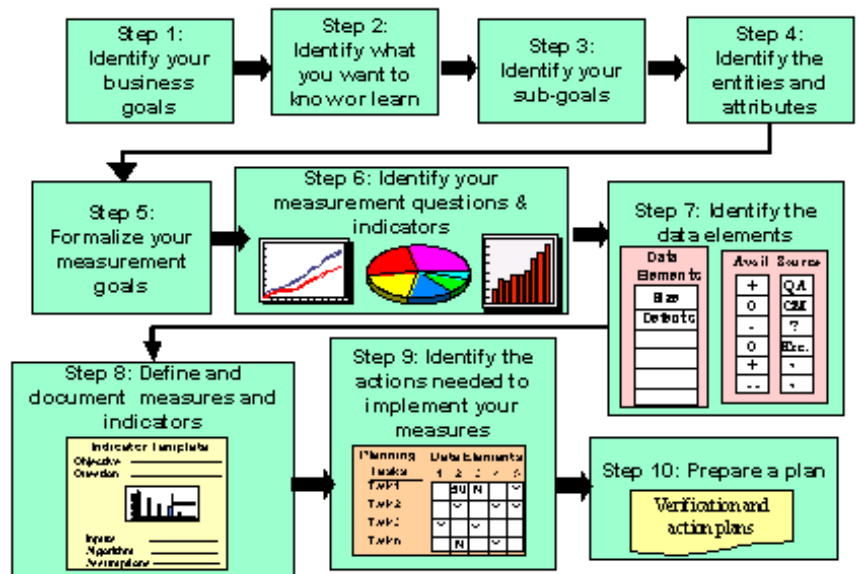 Step 1:
Identify your
business
goals
Step 2:
Identify what
you want to
know or learn
Step 3:
Identify your
sub-goals
Step 4:
Identify the
entities and
attributes
Step 5:
Formalize your
measurement
goals
Step 6: Identify your
measurement questions &
indicators
Step 7: Identify the
data elements
Data
Elements
Size
Defects
Avail Source
+ QA
0 CM
- ?
0 Etc.
+
--
Step 8: Define and
document measures and
indicators
Indicator Template
Objective
Question
Inputs
Algorithm
Assumptions
Step 9: Identify the
actions needed to
implement your
measures
Planning Data Elements
Tasks 1 2 3 4 5
Task 1 50 N
Task 2
Task 3
Task n N
Step 10: Prepare a plan
Verification and
action plans